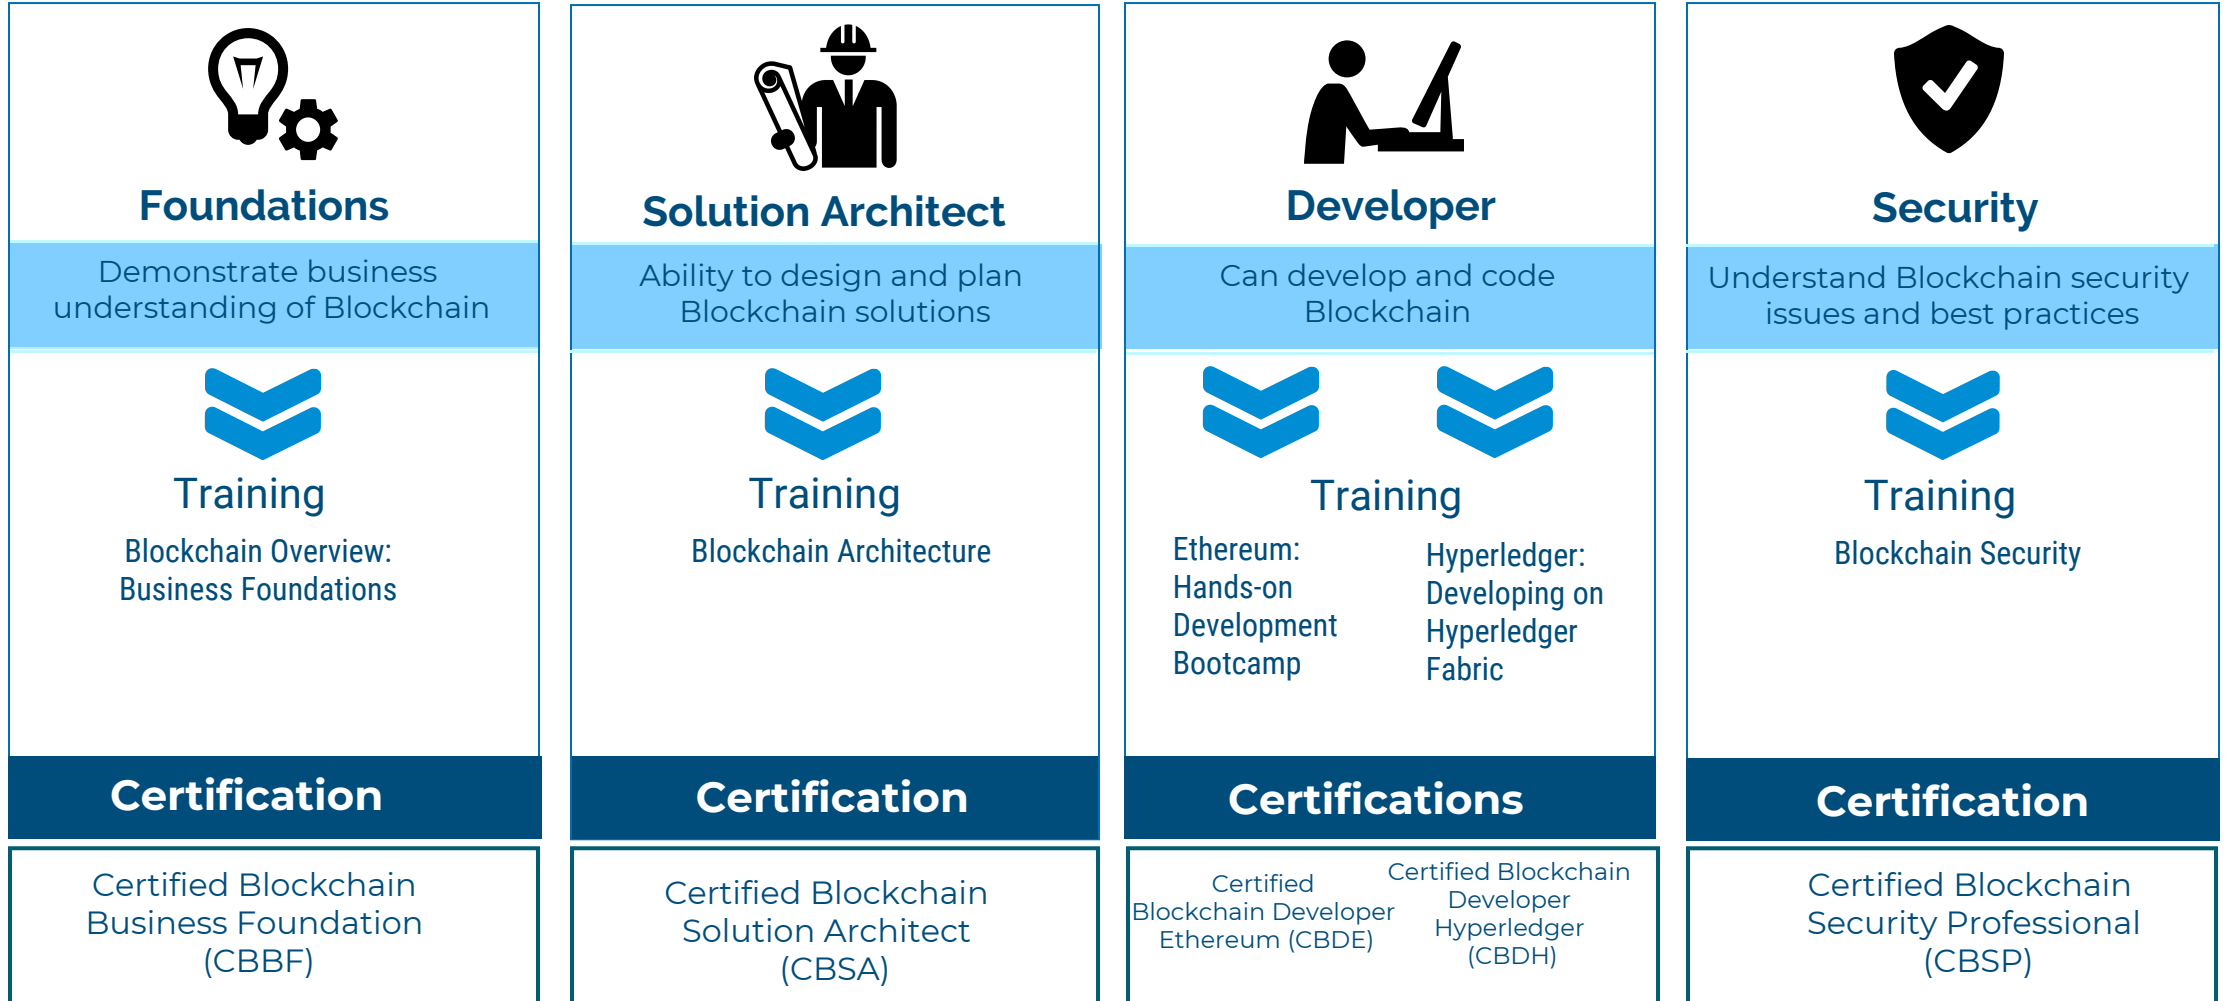 Foundations
Demonstrate business
understanding of Blockchain
Training
Blockchain Overview:
Business Foundations
Certification
Certified Blockchain
Business Foundation
(CBBF)
Solution Architect
Ability to design and plan
Blockchain solutions
Training
Blockchain Architecture
Certification
Certified Blockchain
Solution Architect
(CBSA)
Developer
Can develop and code
Blockchain
Training
Ethereum:
Hands-on
Development
Bootcamp
Hyperledger:
Developing on
Hyperledger
Fabric
Certifications
Certified
Blockchain Developer
Ethereum (CBDE)
Certified Blockchain
Developer
Hyperledger
(CBDH)
Security
Understand Blockchain security
issues and best practices
Training
Blockchain Security
Certification
Certified Blockchain
Security Professional
(CBSP)